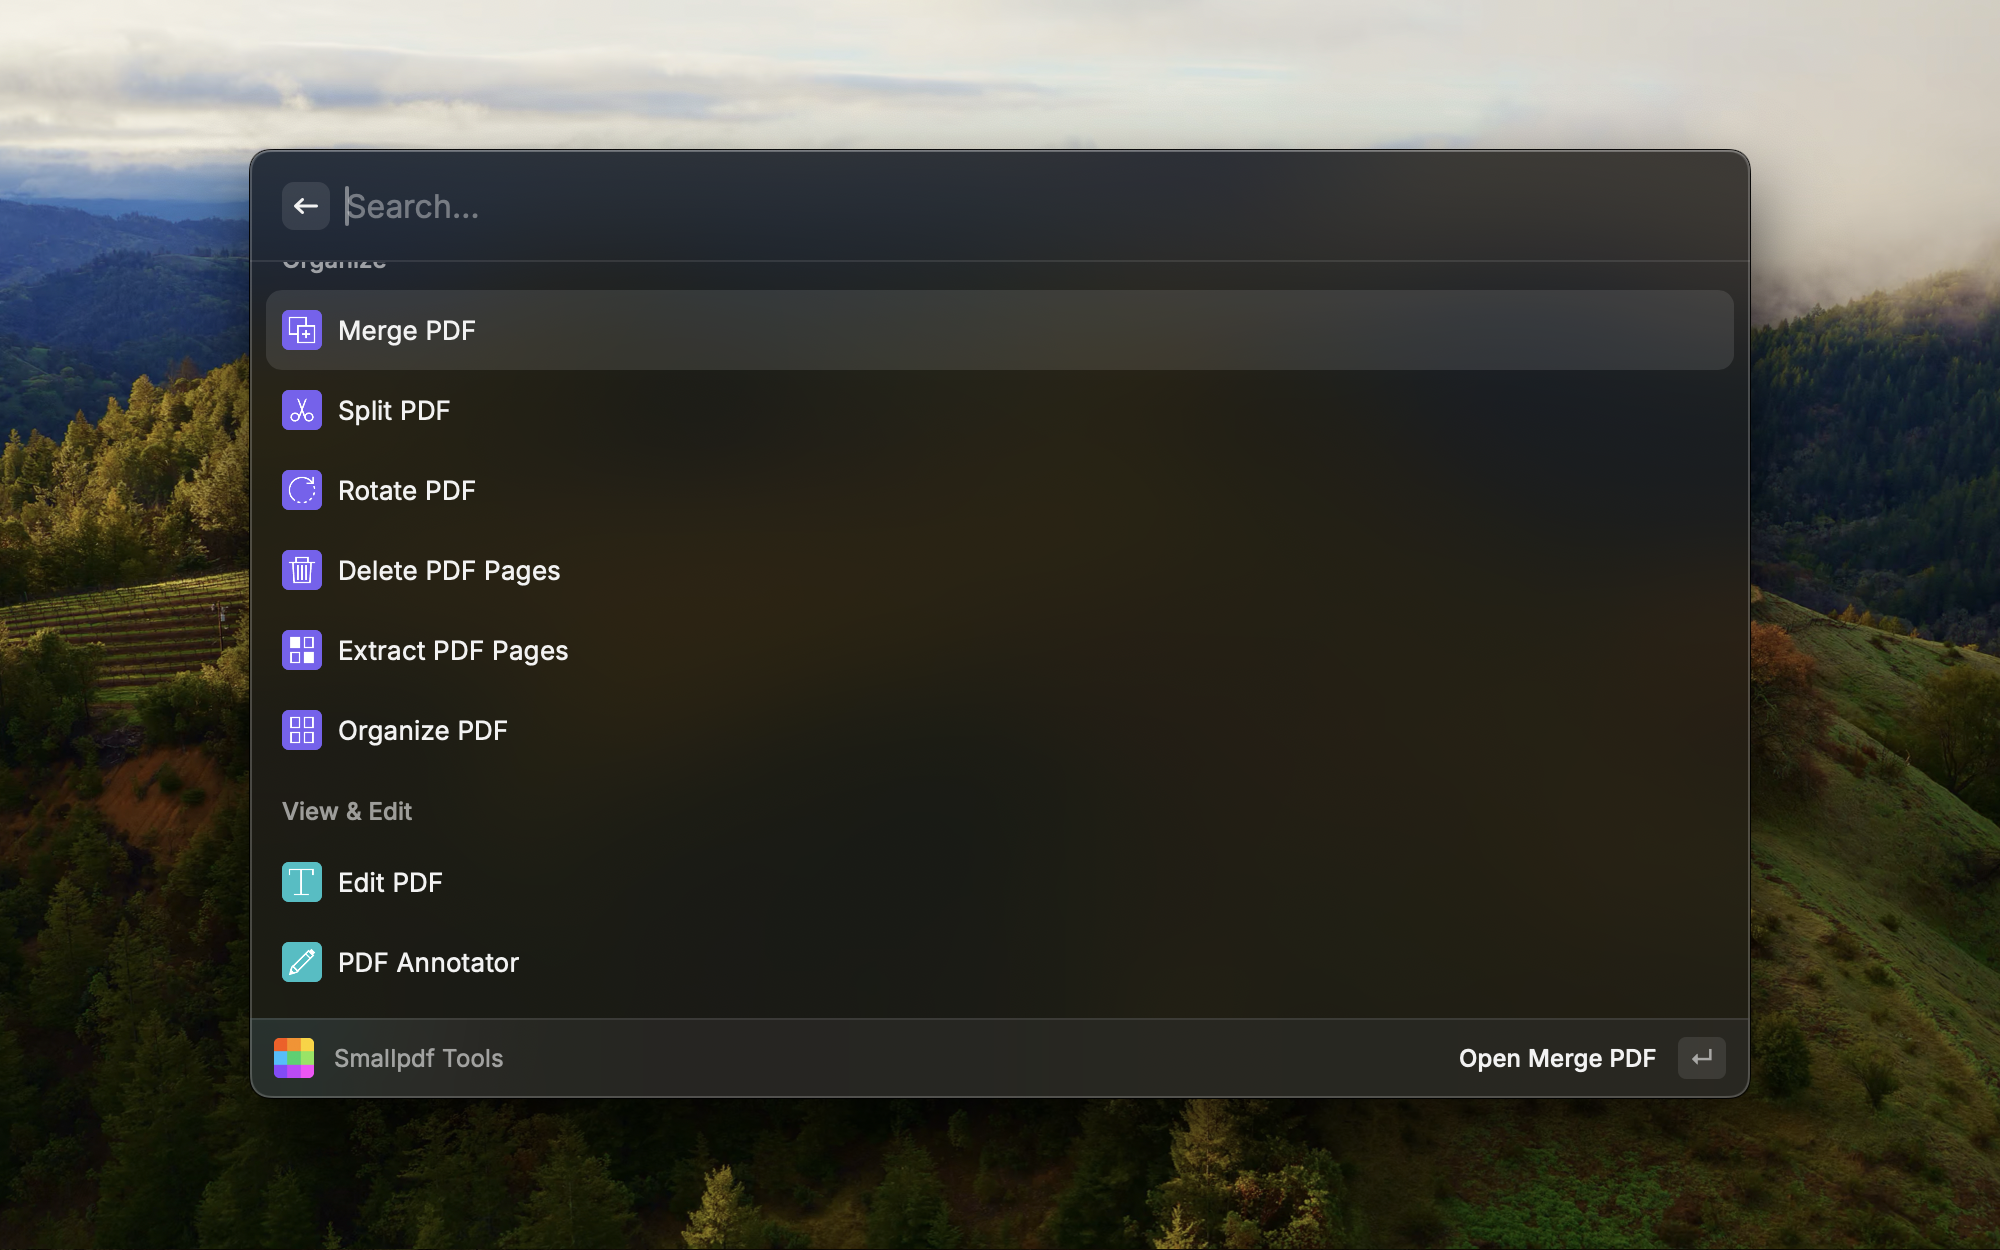 Search...
Organize
Merge PDF
Split PDF
Rotate PDF
Delete PDF Pages
Extract PDF Pages
Organize PDF
View & Edit
Edit PDF
PDF Annotator
Smallpdf Tools
Open Merge PDF